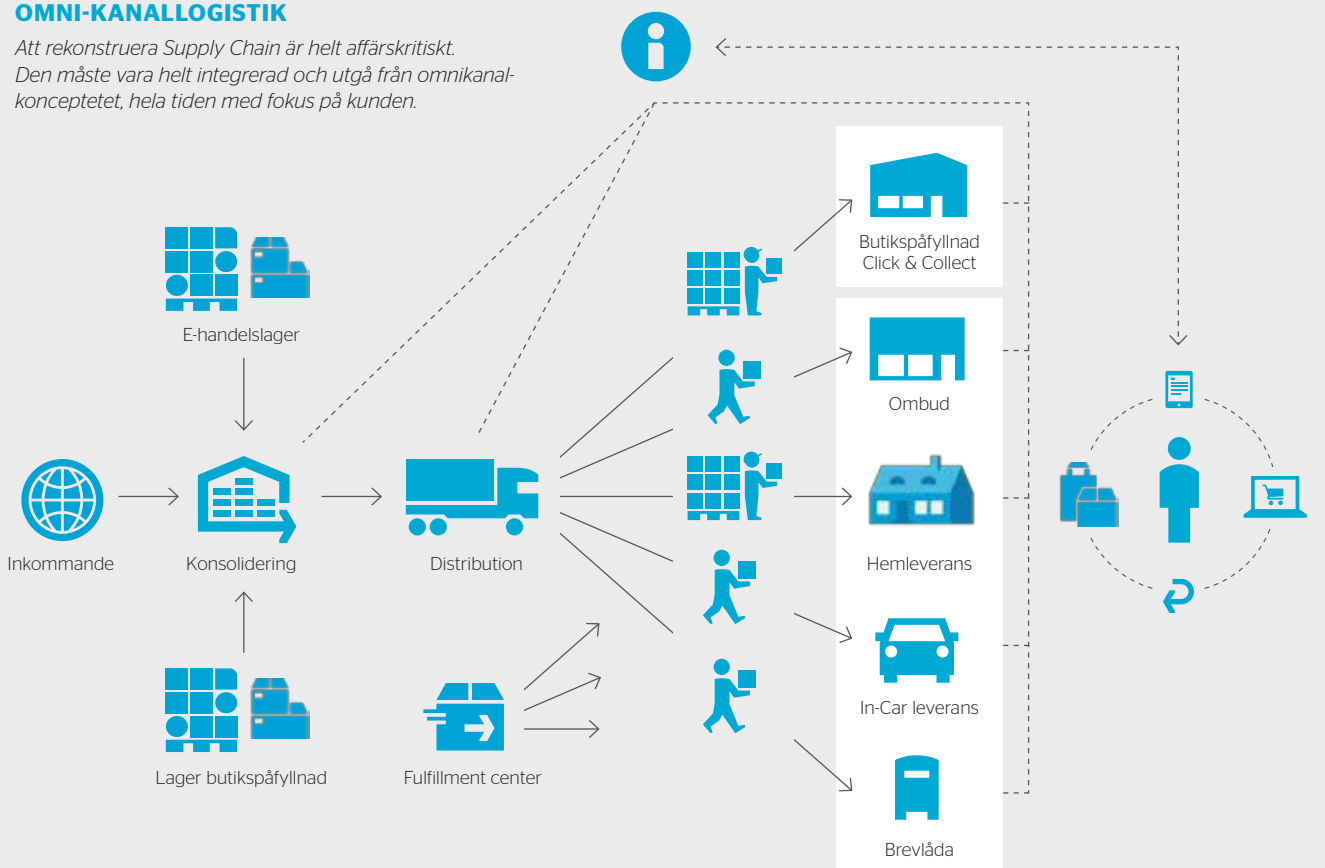 OMNI-KANALLOGISTIK
Att rekonstruera Supply Chain är helt affärskritiskt.
Den måste vara helt integrerad och utgå från omnikanal-
konceptetet, hela tiden med fokus på kunden.
E-handelslager
Inkommande
Konsolidering
Distribution
Lager butikspåfyllnad
Fulfillment center
Butikspåfyllnad
Click & Collect
Ombud
Hemleverans
In-Car leverans
Brevlåda